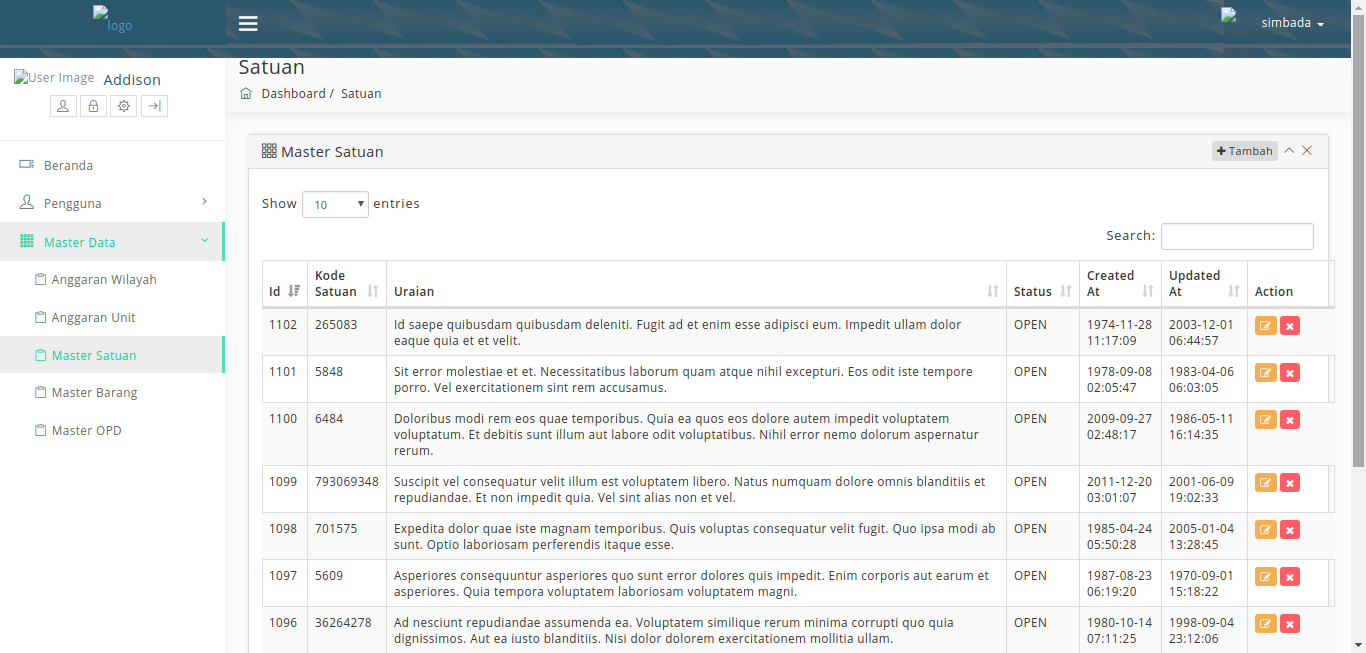 logo
simbada
User Image Addison
Satuan
Dashboard / Satuan
Beranda
Pengguna
Master Data
Anggaran Wilayah
Anggaran Unit
Master Satuan
Master Barang
Master OPD
Master Satuan
Tambah
Show 10 entries
Search:
Id Kode Satuan Uraian Status Created At Updated At Action
1102 265083 Id saepe quibusdam quibusdam deleniti. Fugit ad et enim esse adipisci eum. Impedit ullam dolor OPEN 1974-11-28 2003-12-01
eaque quia et et velit. 11:17:09 06:44:57
1101 5848 Sit error molestiae et et. Necessitatibus laborum quam atque nihil excepturi. Eos odit iste tempore OPEN 1978-09-08 1983-04-06
porro. Vel exercitationem sint rem accusamus. 02:05:47 06:03:05
1100 6484 Doloribus modi rem eos quae temporibus. Quia ea quos eos dolore autem impedit voluptatem OPEN 2009-09-27 1986-05-11
voluptatum. Et debitis sunt illum aut labore odit voluptatibus. Nihil error nemo dolorum aspernatur 02:48:17 16:14:35
rerum.
1099 793069348 Suscipit vel consequatur velit illum est voluptatem libero. Natus numquam dolore omnis blanditiis et OPEN 2011-12-20 2001-06-09
repudiandae. Et non impedit quia. Vel sint alias non et vel. 03:01:07 19:02:33
1098 701575 Expedita dolor quae iste magnam temporibus. Quis voluptas consequatur velit fugit. Quo ipsa modi ab OPEN 1985-04-24 2005-01-04
sunt. Optio laboriosam perferendis itaque esse. 05:50:28 13:28:45
1097 5609 Asperiores consequuntur asperiores quo sunt error dolores quis impedit. Enim corporis aut earum et OPEN 1987-08-23 1970-09-01
asperiores. Quia tempora voluptatem laboriosam voluptatem magni. 06:19:20 15:18:22
1096 36264278 Ad nesciunt repudiandae assumenda ea. Voluptatem similique rerum minima corrupti quo quia OPEN 1980-10-14 1998-09-04
dignissimos. Aut ea iusto blanditiis. Nisi dolor dolorem exercitationem mollitia ullam. 07:11:25 23:12:06